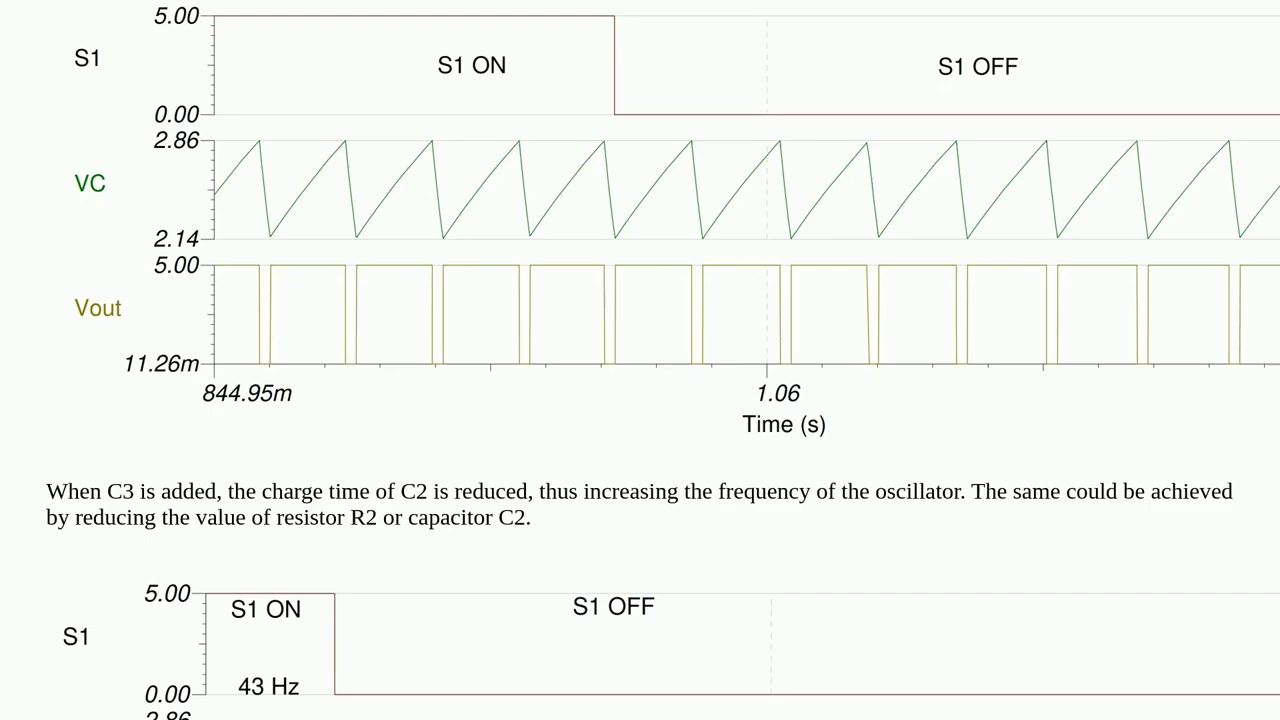 5.00
S1
S1 ON
S1 OFF
0.00
2.86
VC
2.14
5.00
Vout
11.26m
844.95m
1.06
Time (s)
When C3 is added, the charge time of C2 is reduced, thus increasing the frequency of the oscillator. The same could be achieved
by reducing the value of resistor R2 or capacitor C2.
5.00
S1 ON
S1 OFF
S1
43 Hz
0.00
2.86